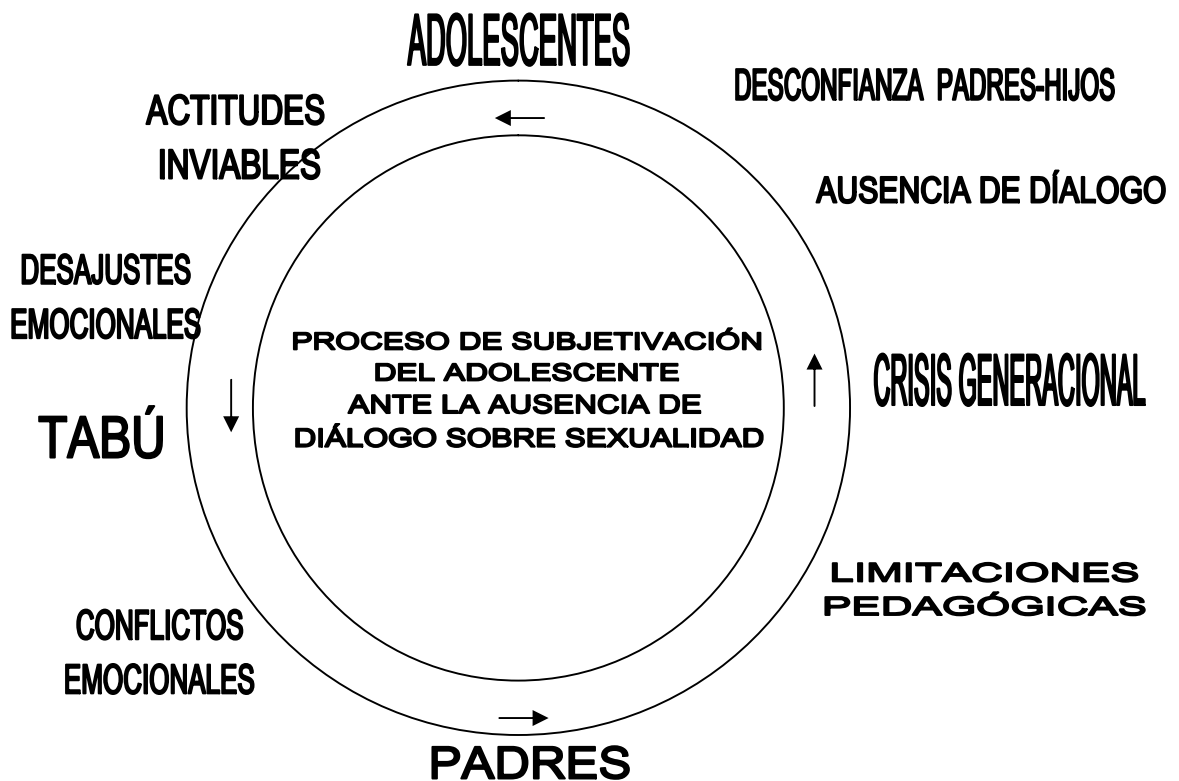 ADOLESCENTES
DESCONFIANZA PADRES-HIJOS
ACTITUDES
INVIABLES
AUSENCIA DE DÍALOGO
DESAJUSTES
EMOCIONALES
PROCESO DE SUBJETIVACIÓN
DEL ADOLESCENTE
ANTE LA AUSENCIA DE
DIÁLOGO SOBRE SEXUALIDAD
CRISIS GENERACIONAL
TABÚ
LIMITACIONES
PEDAGÓGICAS
CONFLICTOS
EMOCIONALES
PADRES